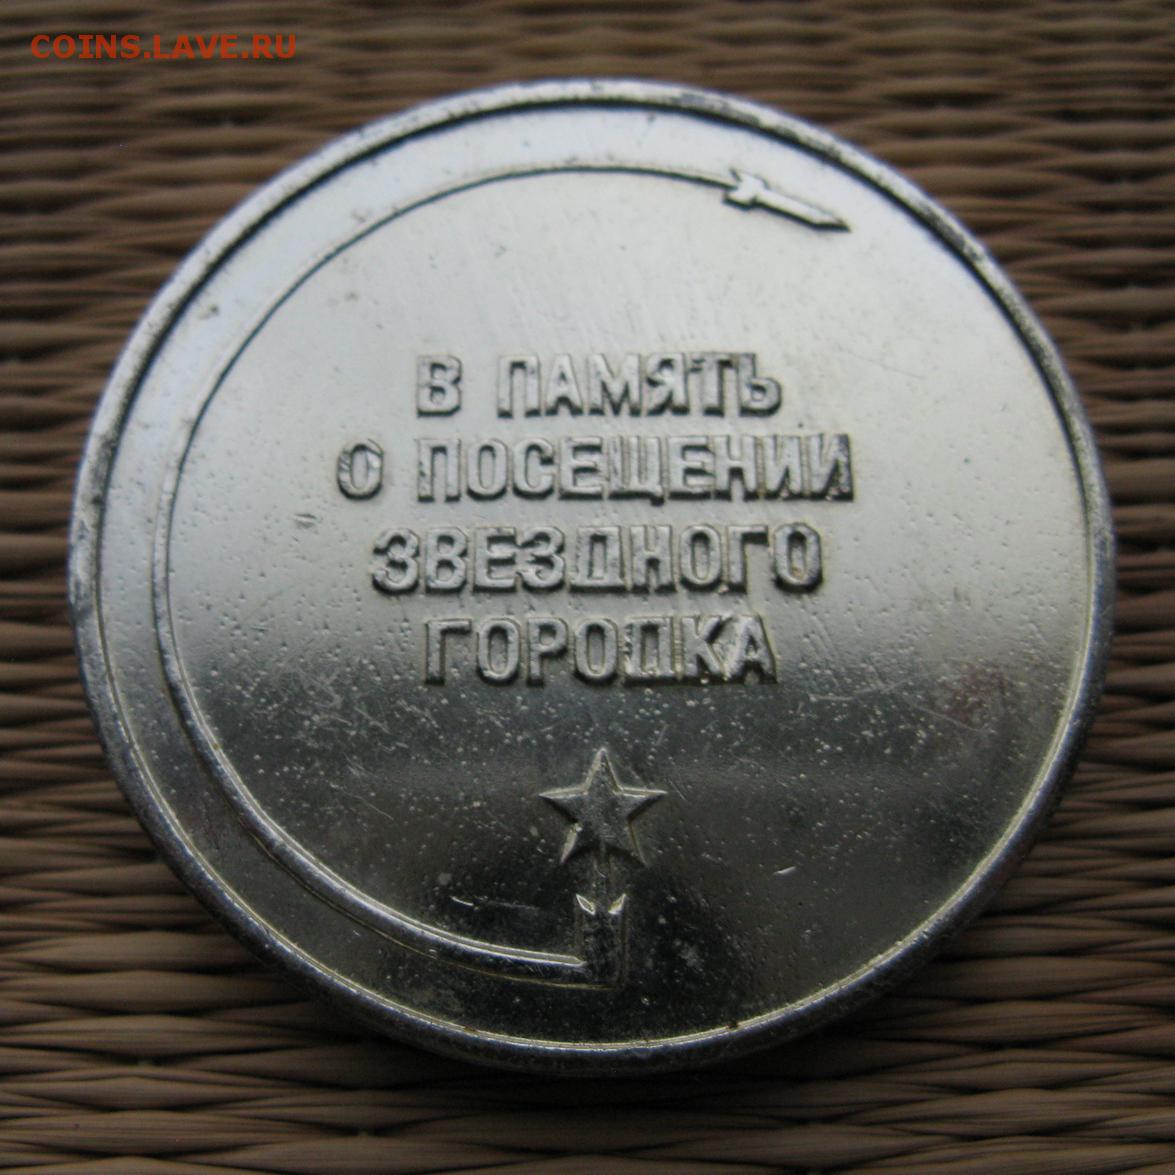 COINS.LAVE.RU
В ПАМЯТЬ
О ПОСЕЩЕНИИ
ЗВЕЗДНОГО
ГОРОДКА